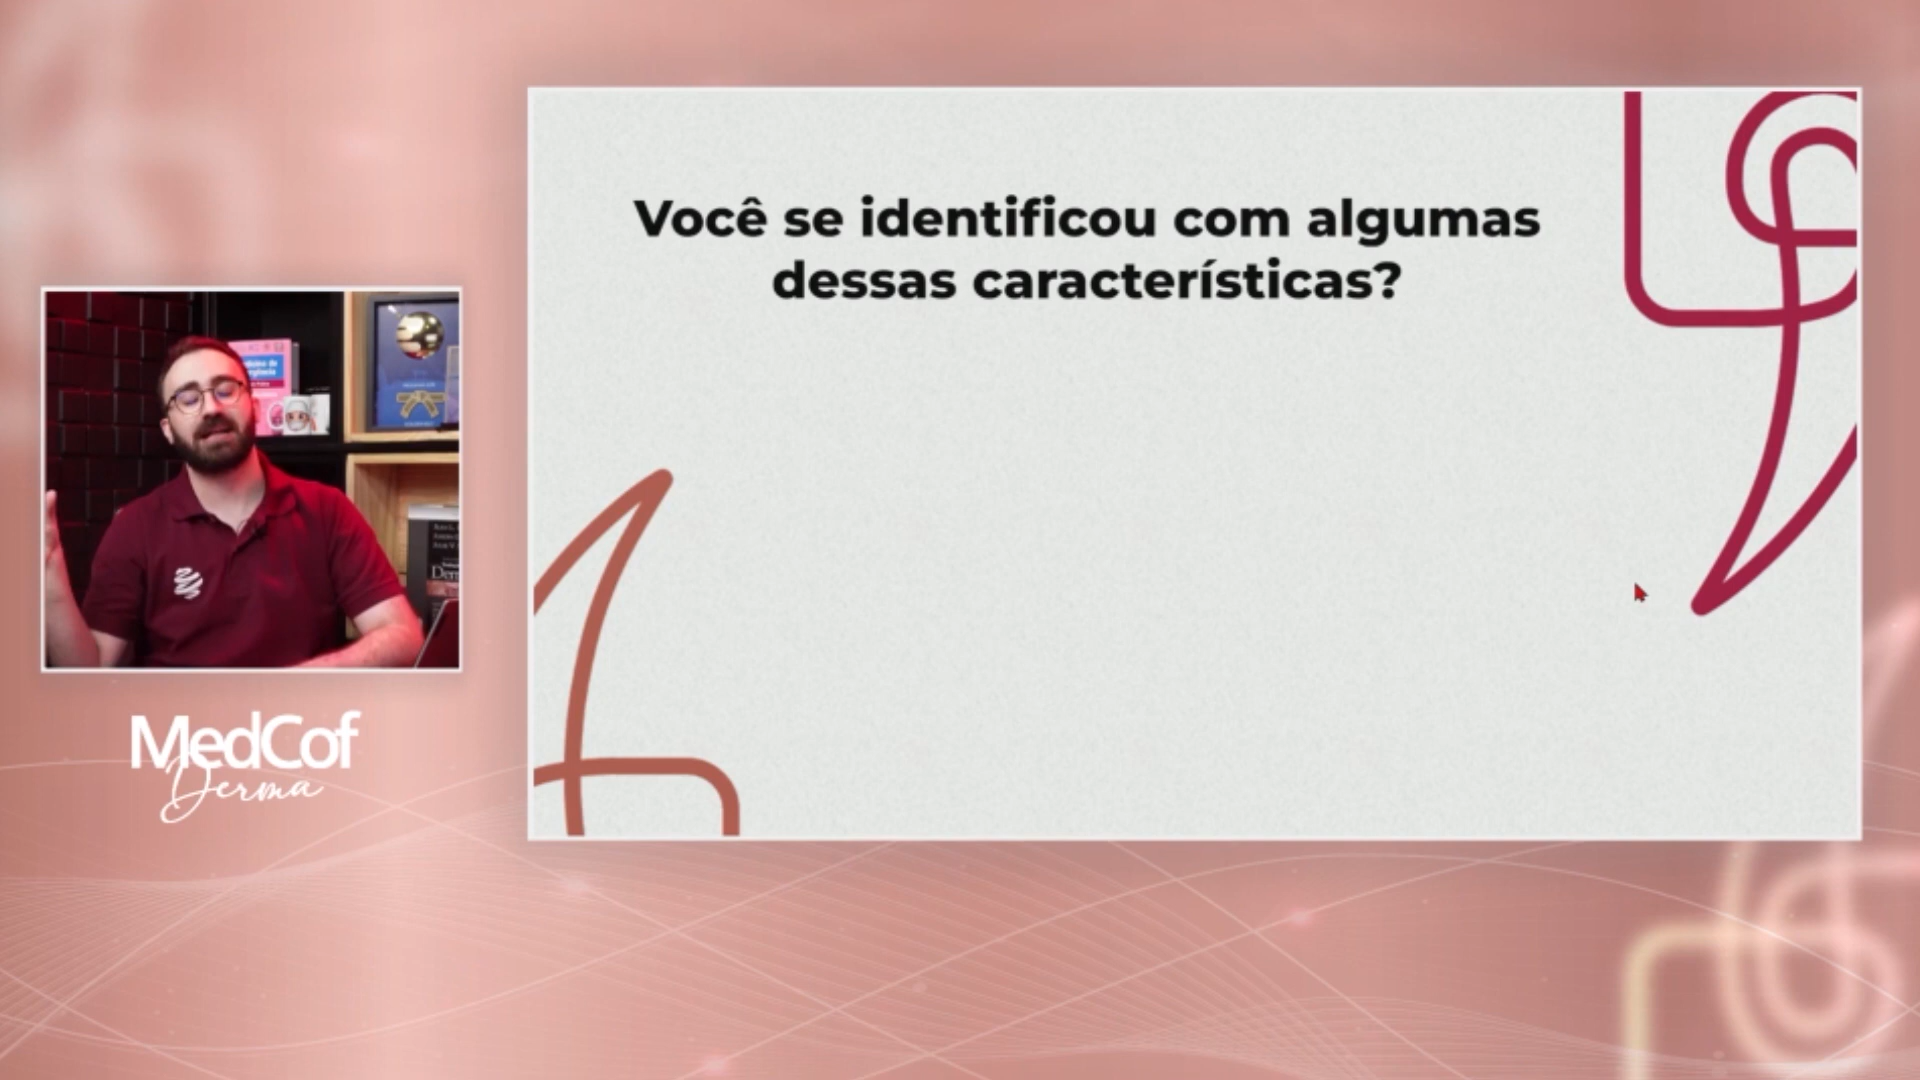 Você se identificou com algumas
dessas características?
MedCof
Derma